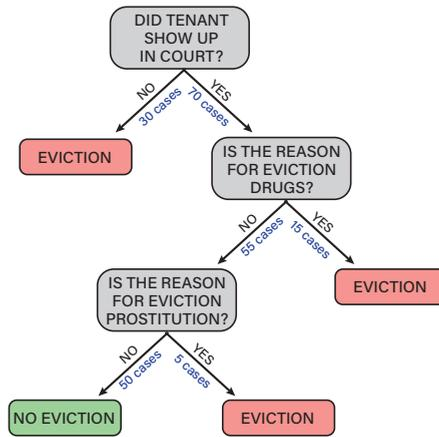 DID TENANT
SHOW UP
IN COURT?
NO
YES
30 cases
70 cases
EVICTION
IS THE REASON
FOR EVICTION
DRUGS?
NO
YES
55 cases
15 cases
EVICTION
IS THE REASON
FOR EVICTION
PROSTITUTION?
NO
YES
50 cases
5 cases
NO EVICTION
EVICTION